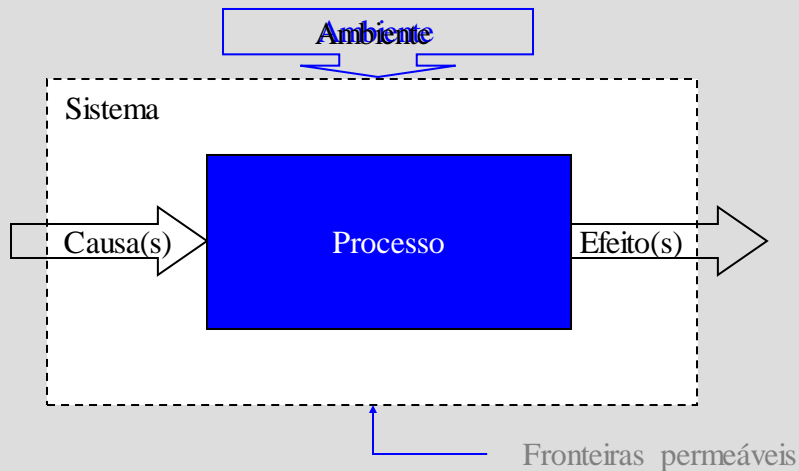 Ambiente
Sistema
Causa(s)
Processo
Efeito(s)
Fronteiras permeáveis